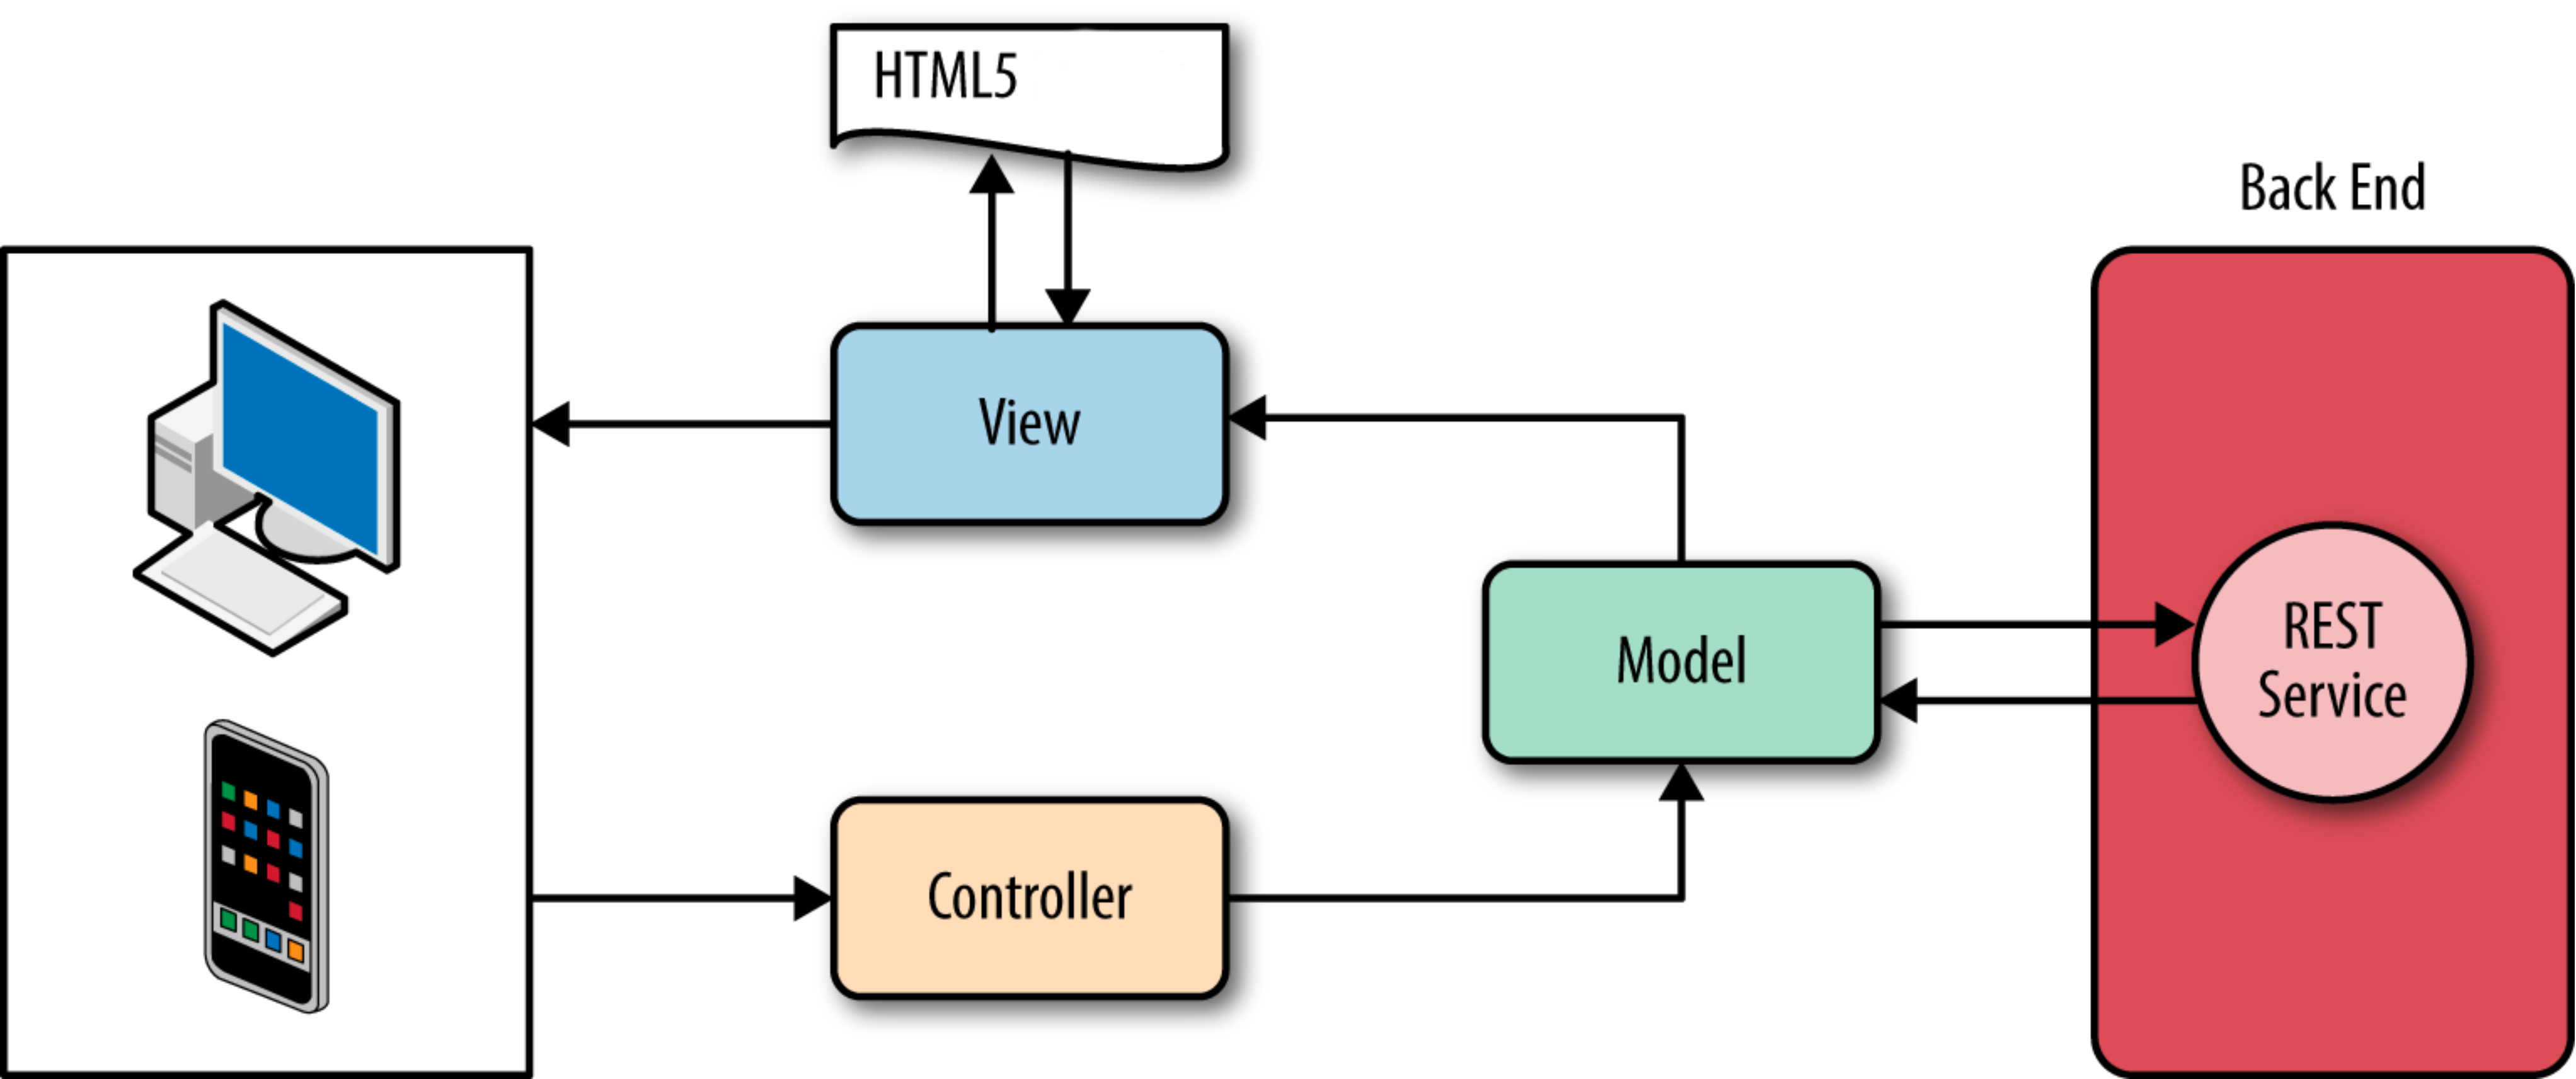 HTML5
Back End
View
Model
REST
Service
Controller